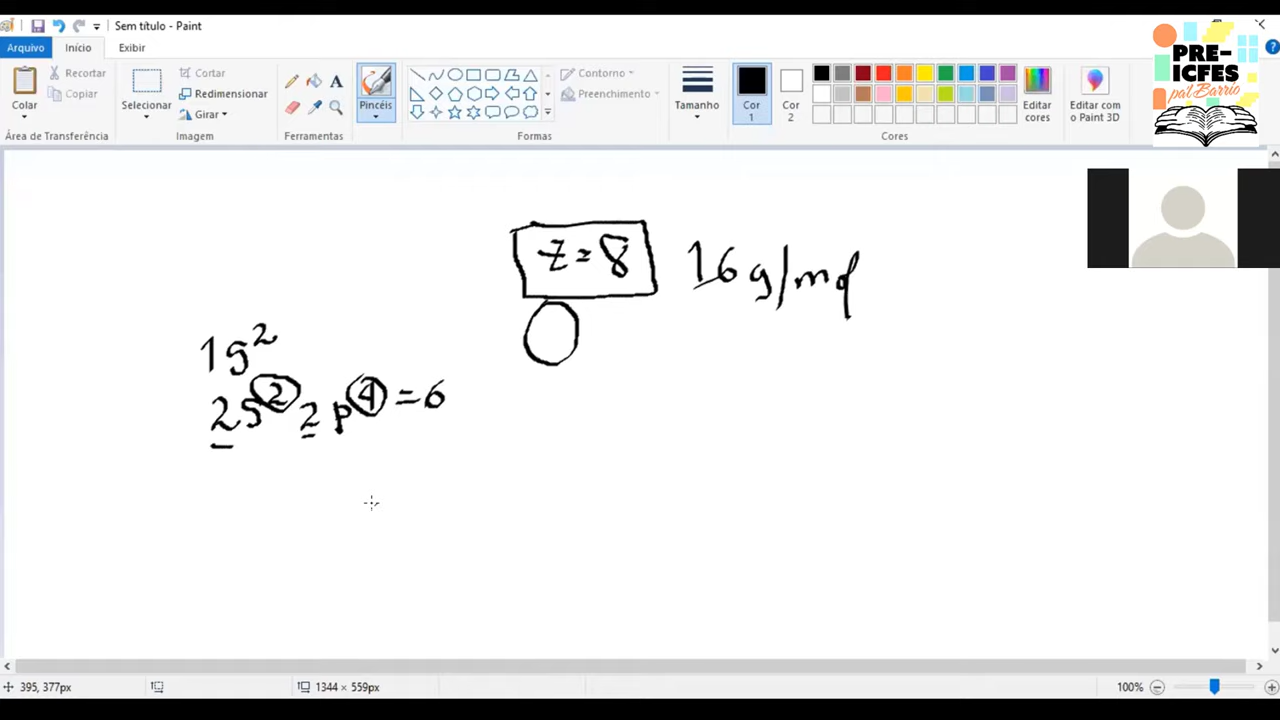 Sem título - Paint
Arquivo Início Exibir
Colar
Recortar
Copiar
Área de Transferência
Selecionar
Cortar
Redimensionar
Girar
Imagem
Ferramentas
Pincéis
Contorno
Preenchimento
Formas
Tamanho
Cor 1
Cor 2
Editar cores
Cores
Editar com o Paint 3D
PRE-
ICFES
pal Barrio
z = 8 16 g/mol
O
1s²
2s² 2p⁴ = 6
395, 377px
1344 × 559px
100%